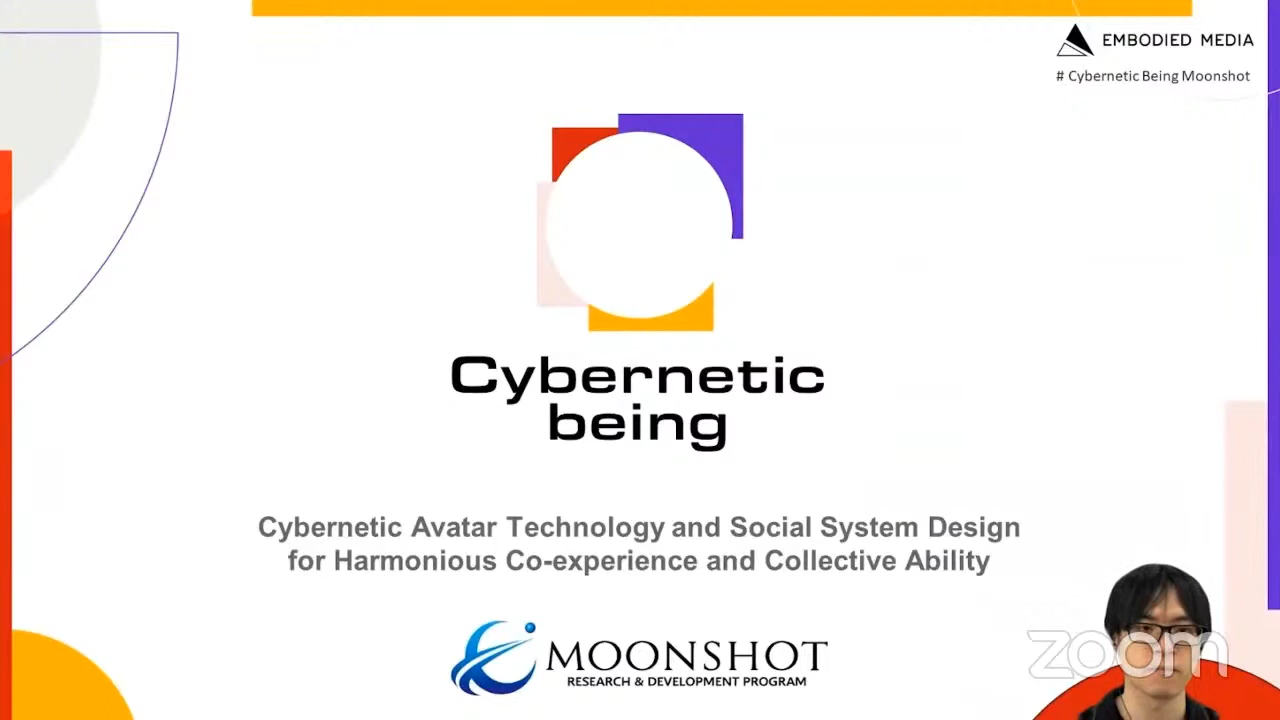 EMBODIED MEDIA
# Cybernetic Being Moonshot
Cybernetic
being
Cybernetic Avatar Technology and Social System Design
for Harmonious Co-experience and Collective Ability
MOONSHOT
RESEARCH & DEVELOPMENT PROGRAM
zoom